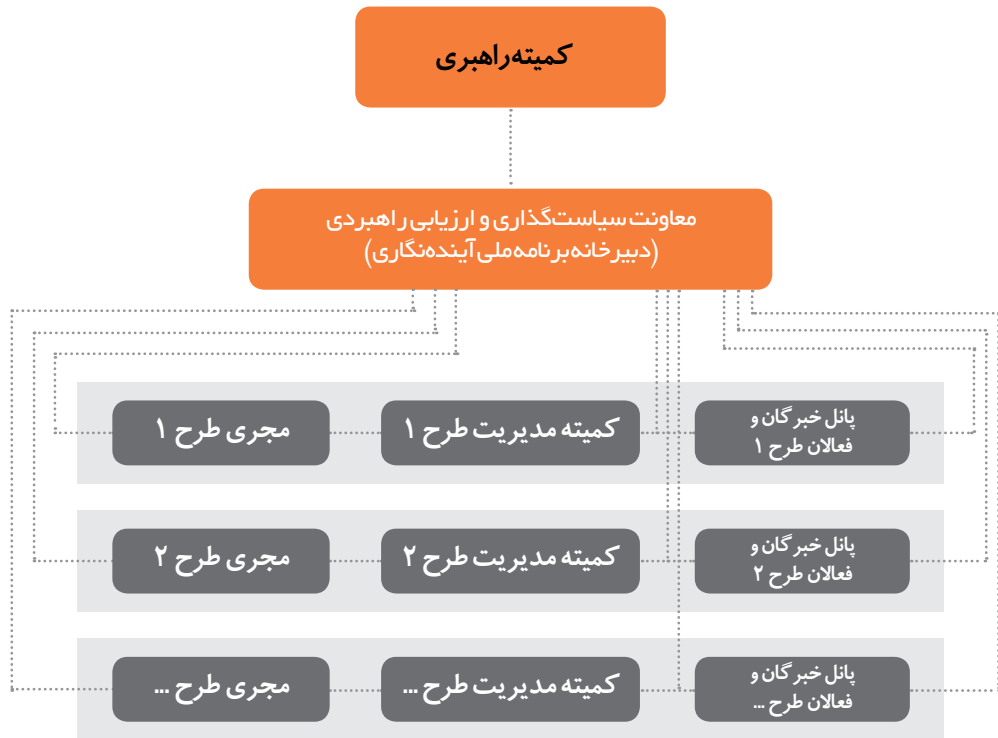 کمیته راهبری
معاونت سیاست‌گذاری و ارزیابی راهبردی
(دبیرخانه برنامه ملی آینده‌نگاری)
پانل خبرگان و
فعالان طرح ۱
کمیته مدیریت طرح ۱
مجری طرح ۱
پانل خبرگان و
فعالان طرح ۲
کمیته مدیریت طرح ۲
مجری طرح ۲
پانل خبرگان و
فعالان طرح ...
کمیته مدیریت طرح ...
مجری طرح ...